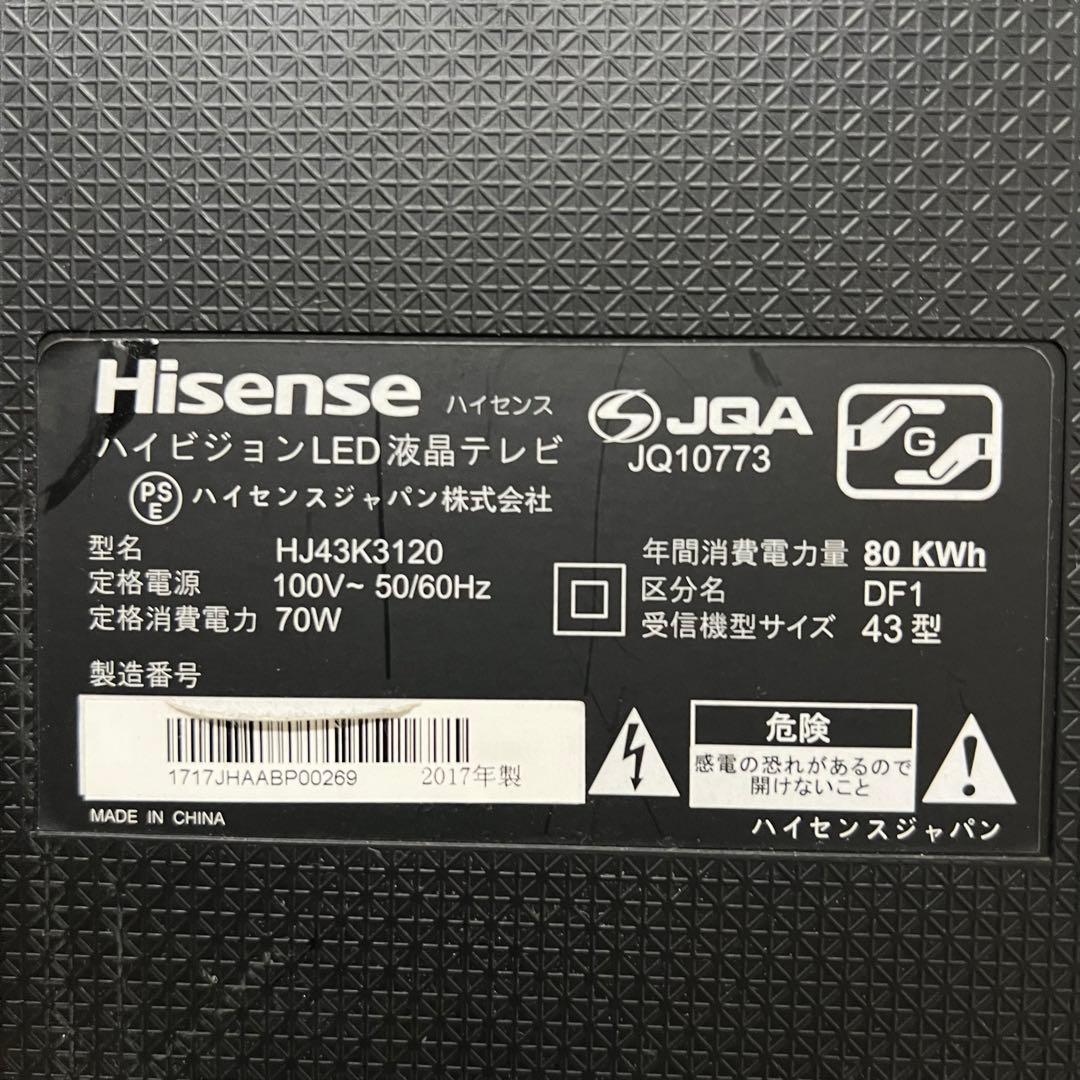 Hisense ハイセンス
ハイビジョンLED液晶テレビ
PSE ハイセンスジャパン株式会社
JQA
JQ10773
G
型名 HJ43K3120
定格電源 100V~ 50/60Hz
定格消費電力 70W
年間消費電力量 80 KWh
区分名 DF1
受信機型サイズ 43型
製造番号
1717JHAABP00269 2017年製
MADE IN CHINA
危険
感電の恐れがあるので
開けないこと
ハイセンスジャパン